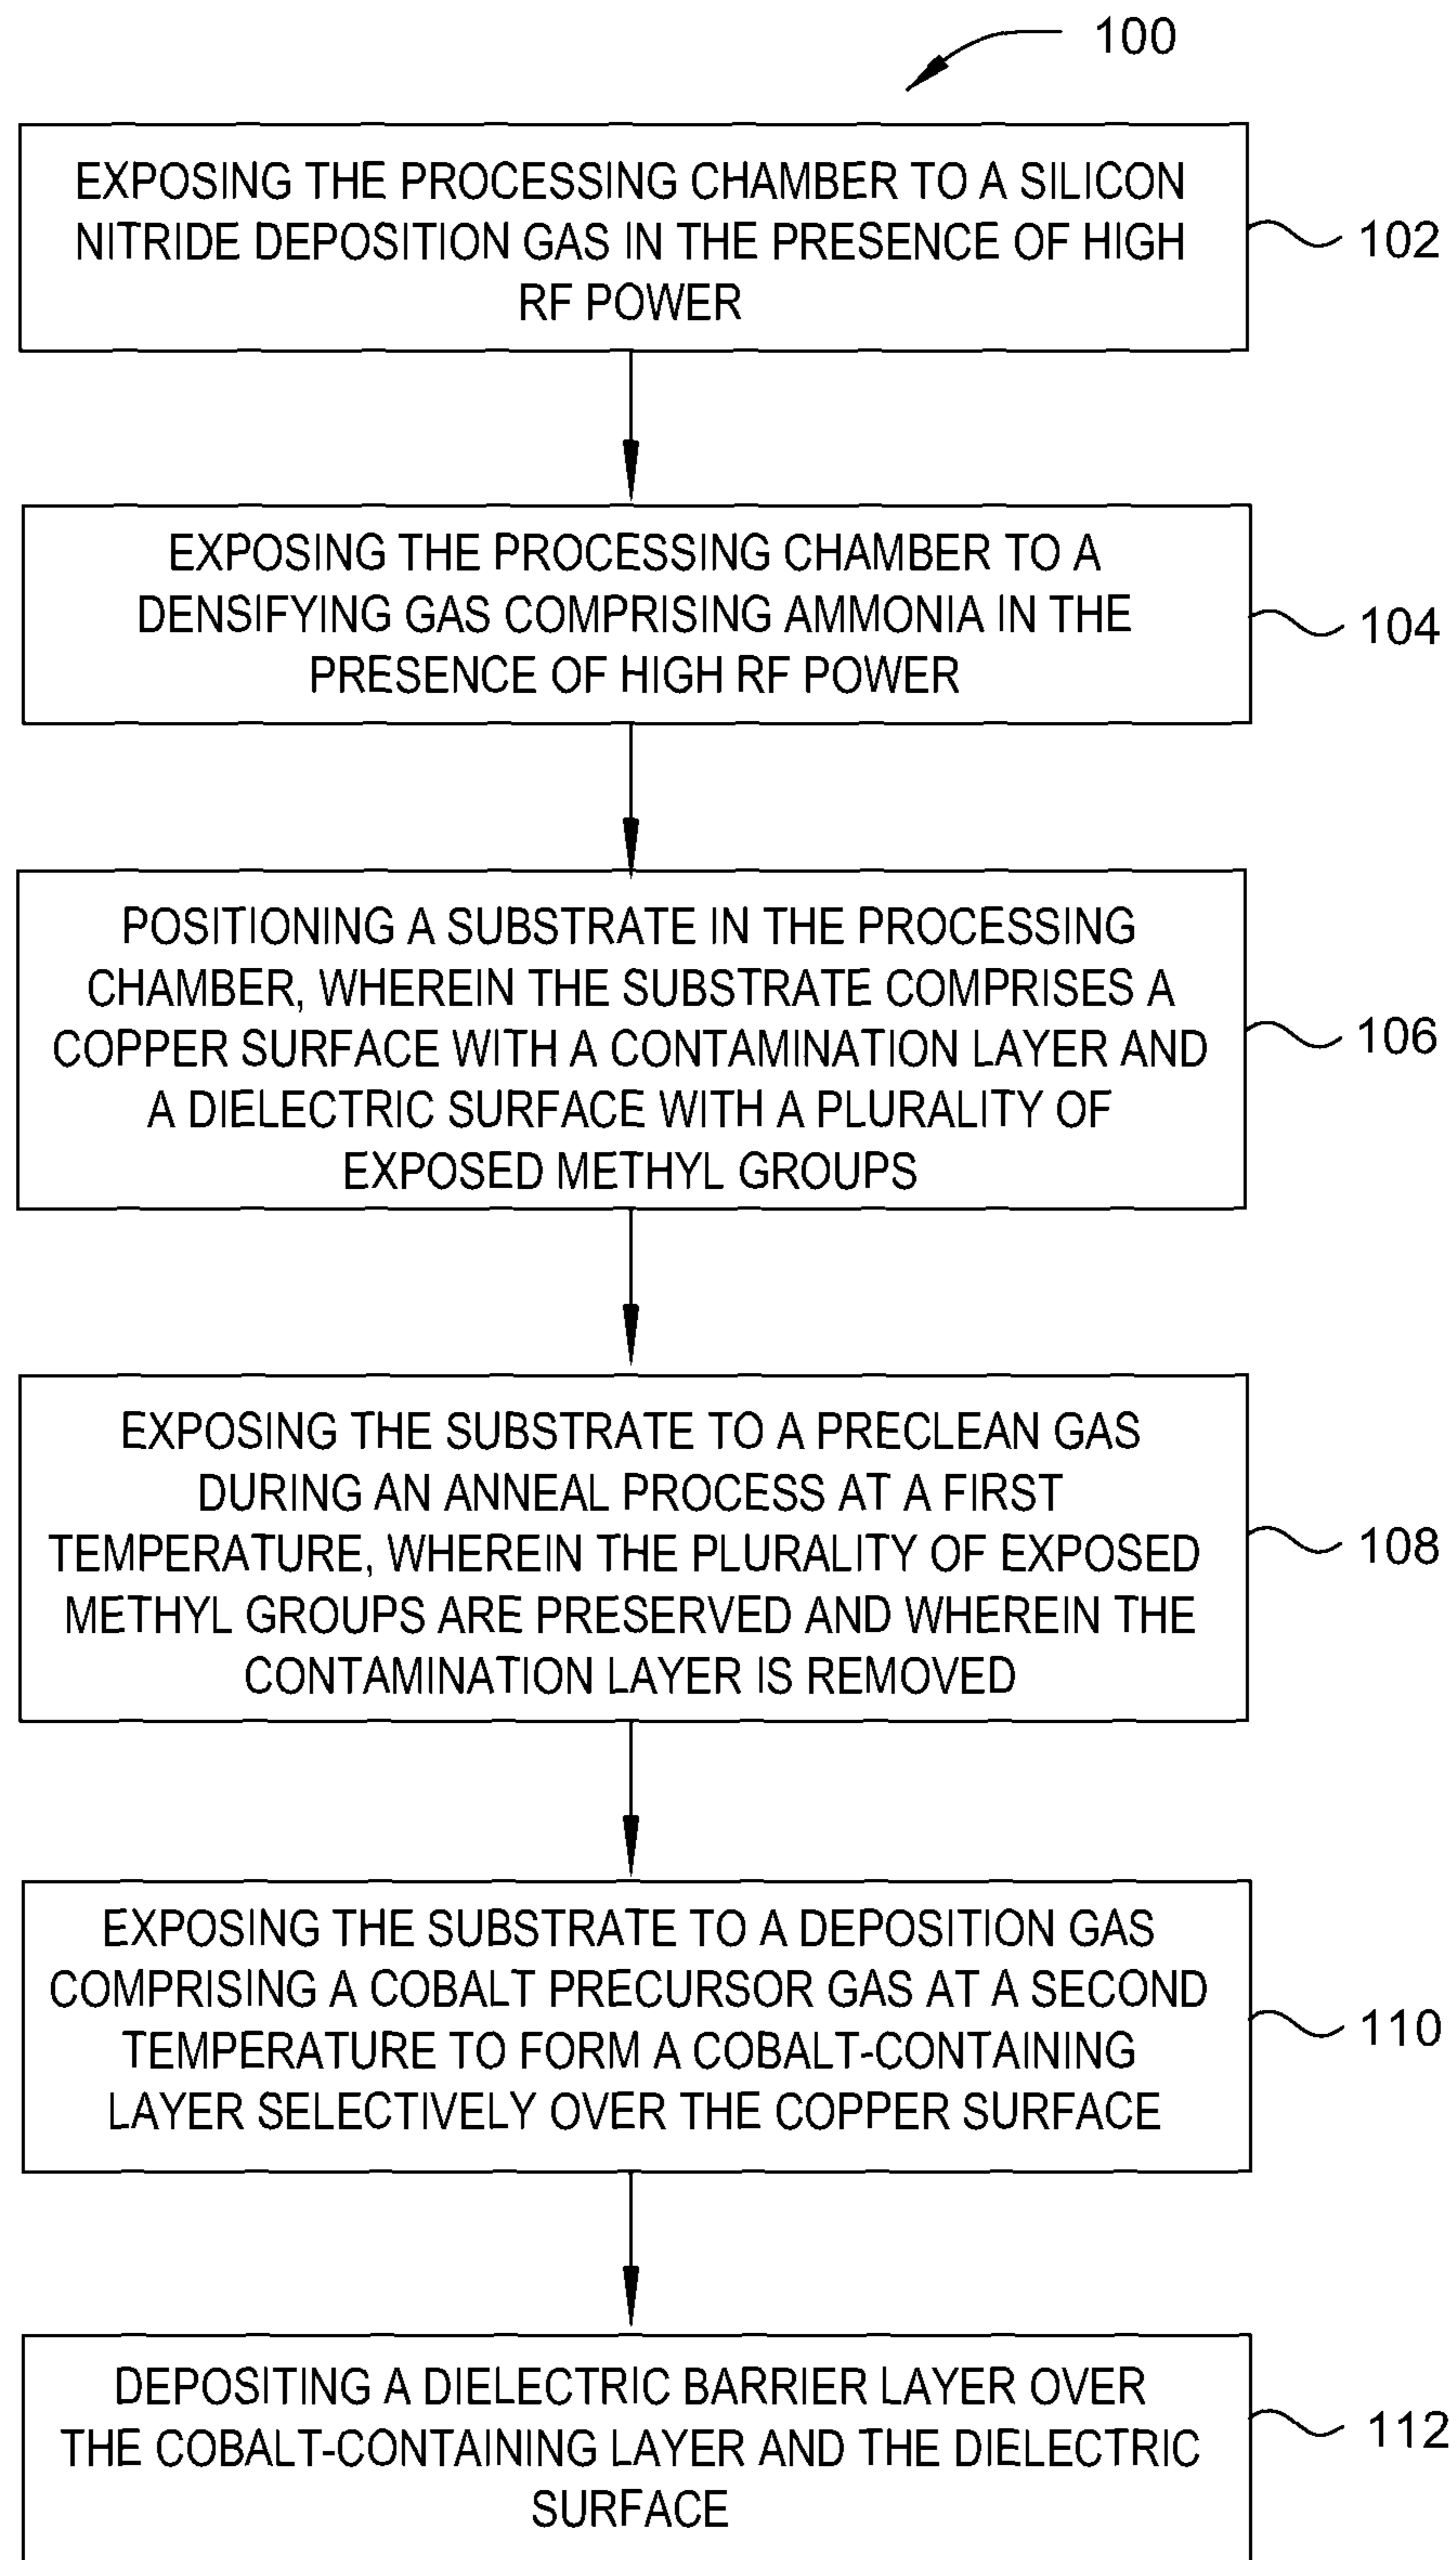 100
EXPOSING THE PROCESSING CHAMBER TO A SILICON
NITRIDE DEPOSITION GAS IN THE PRESENCE OF HIGH
RF POWER
102
EXPOSING THE PROCESSING CHAMBER TO A
DENSIFYING GAS COMPRISING AMMONIA IN THE
PRESENCE OF HIGH RF POWER
104
POSITIONING A SUBSTRATE IN THE PROCESSING
CHAMBER, WHEREIN THE SUBSTRATE COMPRISES A
COPPER SURFACE WITH A CONTAMINATION LAYER AND
A DIELECTRIC SURFACE WITH A PLURALITY OF
EXPOSED METHYL GROUPS
106
EXPOSING THE SUBSTRATE TO A PRECLEAN GAS
DURING AN ANNEAL PROCESS AT A FIRST
TEMPERATURE, WHEREIN THE PLURALITY OF EXPOSED
METHYL GROUPS ARE PRESERVED AND WHEREIN THE
CONTAMINATION LAYER IS REMOVED
108
EXPOSING THE SUBSTRATE TO A DEPOSITION GAS
COMPRISING A COBALT PRECURSOR GAS AT A SECOND
TEMPERATURE TO FORM A COBALT-CONTAINING
LAYER SELECTIVELY OVER THE COPPER SURFACE
110
DEPOSITING A DIELECTRIC BARRIER LAYER OVER
THE COBALT-CONTAINING LAYER AND THE DIELECTRIC
SURFACE
112